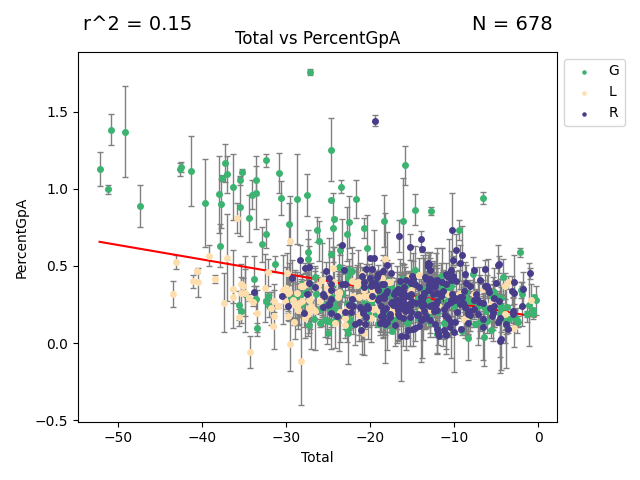 r^2 = 0.15
N = 678
Total vs PercentGpA
G
L
R
1.5
1.0
0.5
0.0
−0.5
PercentGpA
−50
−40
−30
−20
−10
0
Total